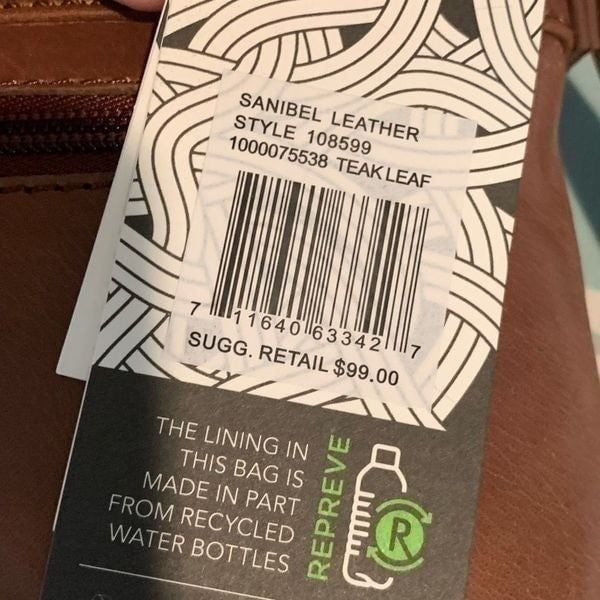 SANIBEL LEATHER
STYLE 108599
1000075538 TEAK LEAF
7 11640 63342 7
SUGG. RETAIL $99.00
THE LINING IN
THIS BAG IS
MADE IN PART
FROM RECYCLED
WATER BOTTLES
REPREVE
R